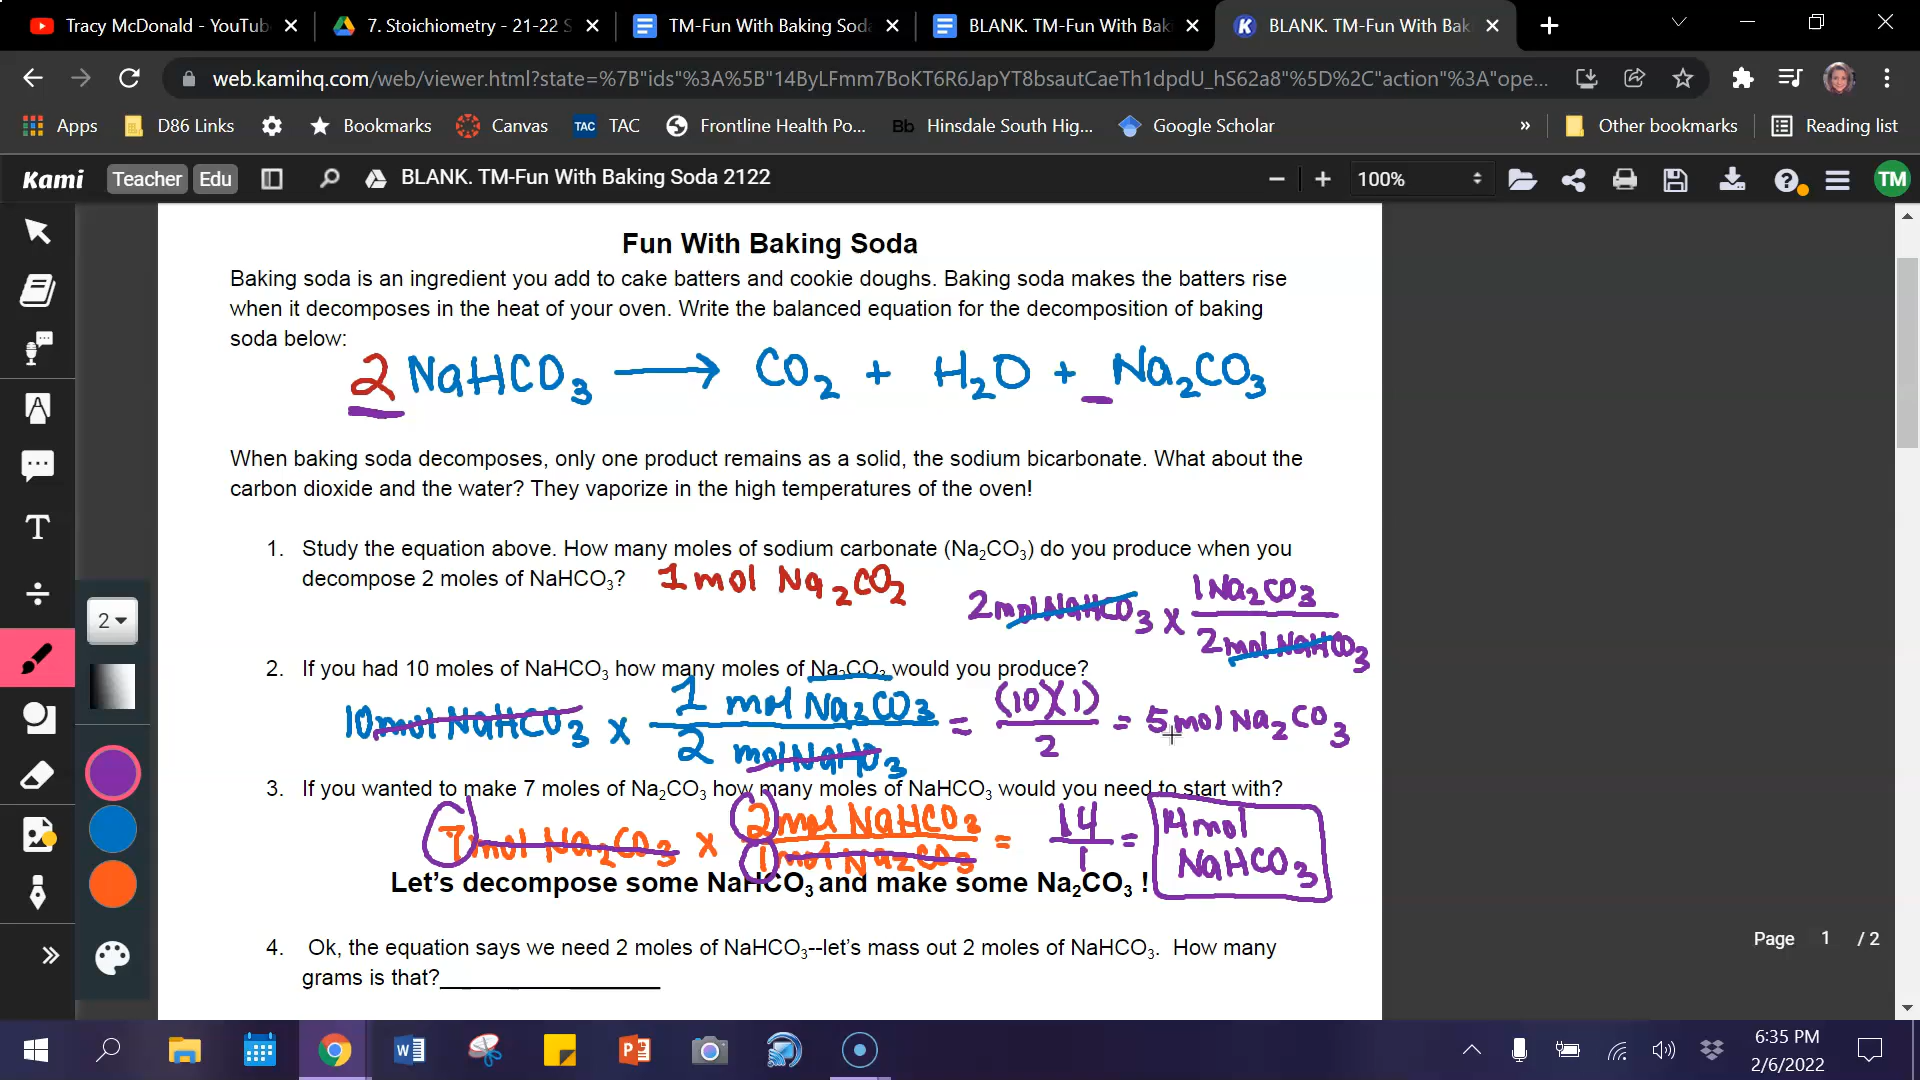 Tracy McDonald - YouTub
7. Stoichiometry - 21-22 S
TM-Fun With Baking Soda
BLANK. TM-Fun With Bak
BLANK. TM-Fun With Bak
web.kamihq.com/web/viewer.html?state=%7B"ids"%3A%5B"14ByLFmm7BoKT6R6JapYT8bsautCaeTh1dpdU_hS62a8"%5D%2C"action"%3A"ope...
Apps D86 Links Bookmarks Canvas TAC TAC Frontline Health Po... Bb Hinsdale South Hig... Google Scholar » Other bookmarks Reading list
Kami Teacher Edu BLANK. TM-Fun With Baking Soda 2122 100% TM
Fun With Baking Soda
Baking soda is an ingredient you add to cake batters and cookie doughs. Baking soda makes the batters rise
when it decomposes in the heat of your oven. Write the balanced equation for the decomposition of baking
soda below:
2 NaHCO₃ → CO₂ + H₂O + Na₂CO₃
When baking soda decomposes, only one product remains as a solid, the sodium bicarbonate. What about the
carbon dioxide and the water? They vaporize in the high temperatures of the oven!
1. Study the equation above. How many moles of sodium carbonate (Na₂CO₃) do you produce when you
decompose 2 moles of NaHCO₃? 1 mol Na₂CO₂
2 mol NaHCO₃ x 1 Na₂CO₃
2 mol NaHCO₃
2. If you had 10 moles of NaHCO₃ how many moles of Na₂CO₃ would you produce?
10 mol NaHCO₃ x 1 mol Na₂CO₃ = (10)(1) = 5 mol Na₂CO₃
2 mol NaHO₃ 2
3. If you wanted to make 7 moles of Na₂CO₃ how many moles of NaHCO₃ would you need to start with?
7 mol Na₂CO₃ x 2 mol NaHCO₃ = 14 = 14 mol
1 mol Na₂CO₃ 1 NaHCO₃
Let's decompose some NaHCO₃ and make some Na₂CO₃ !
4. Ok, the equation says we need 2 moles of NaHCO₃--let's mass out 2 moles of NaHCO₃. How many
grams is that?__________________
Page 1 / 2
2
6:35 PM
2/6/2022